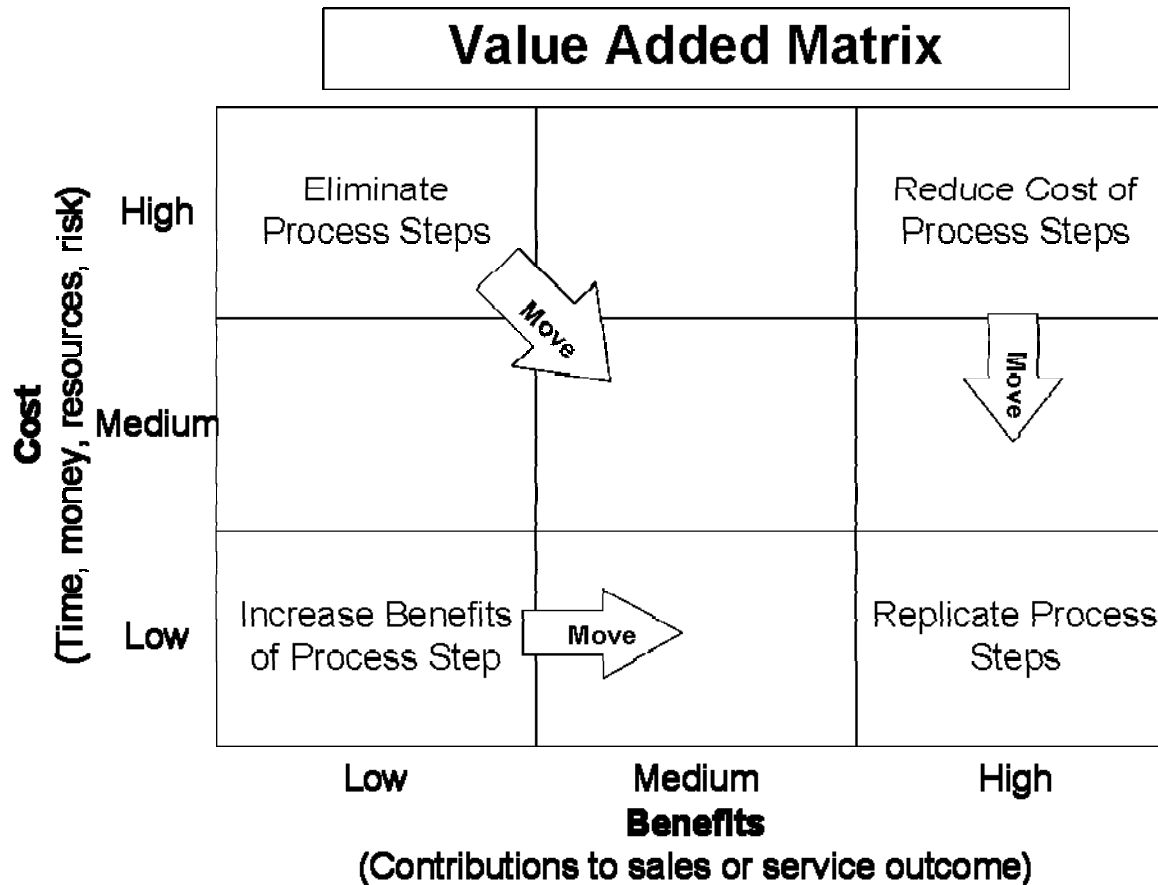 Value Added Matrix
Cost
(Time, money, resources, risk)
High
Eliminate
Process Steps
Reduce Cost of
Process Steps
Move
Move
Medium
Low
Increase Benefits
of Process Step
Move
Replicate Process
Steps
Low
Medium
High
Benefits
(Contributions to sales or service outcome)